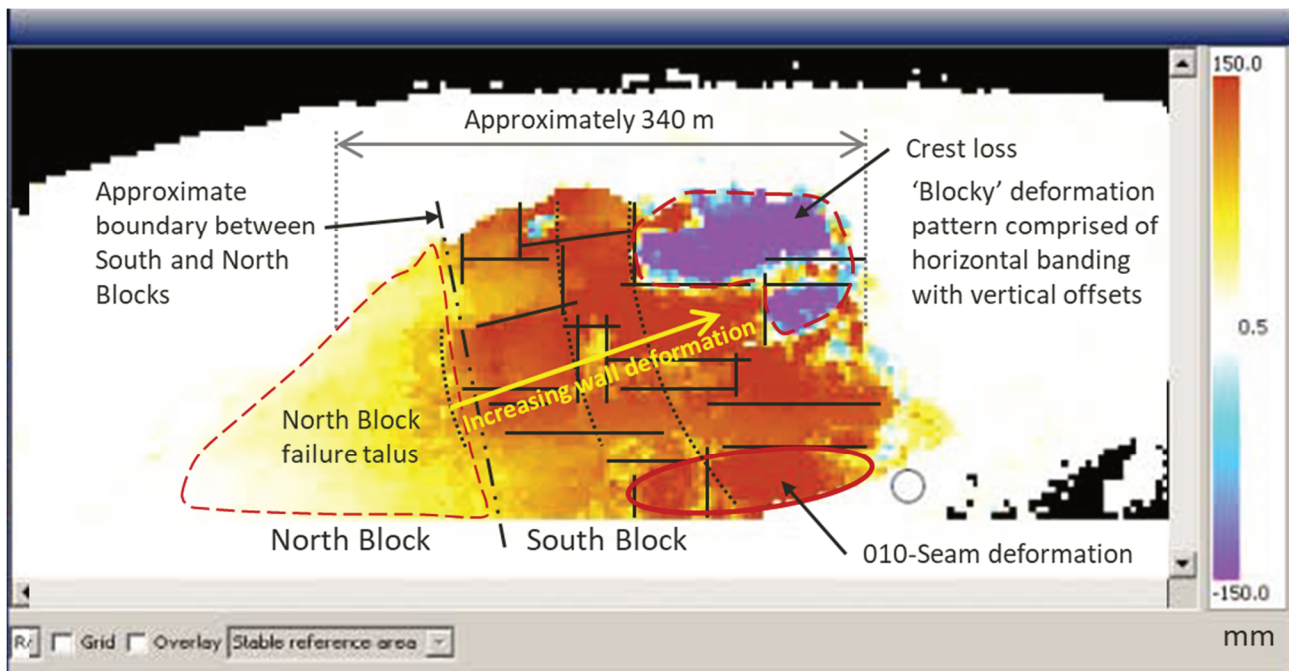 150.0
Approximately 340 m
Crest loss
'Blocky' deformation
pattern comprised of
horizontal banding
with vertical offsets
Approximate
boundary between
South and North
Blocks
0.5
Increasing wall deformation
North Block
failure talus
North Block
South Block
010-Seam deformation
-150.0
mm
R/
Grid
Overlay
Stable reference area